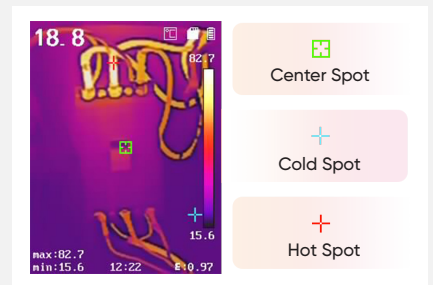 18.8 °C
82.7
15.6
max:82.7
min:15.6 12:22 E:0.97
Center Spot
Cold Spot
Hot Spot